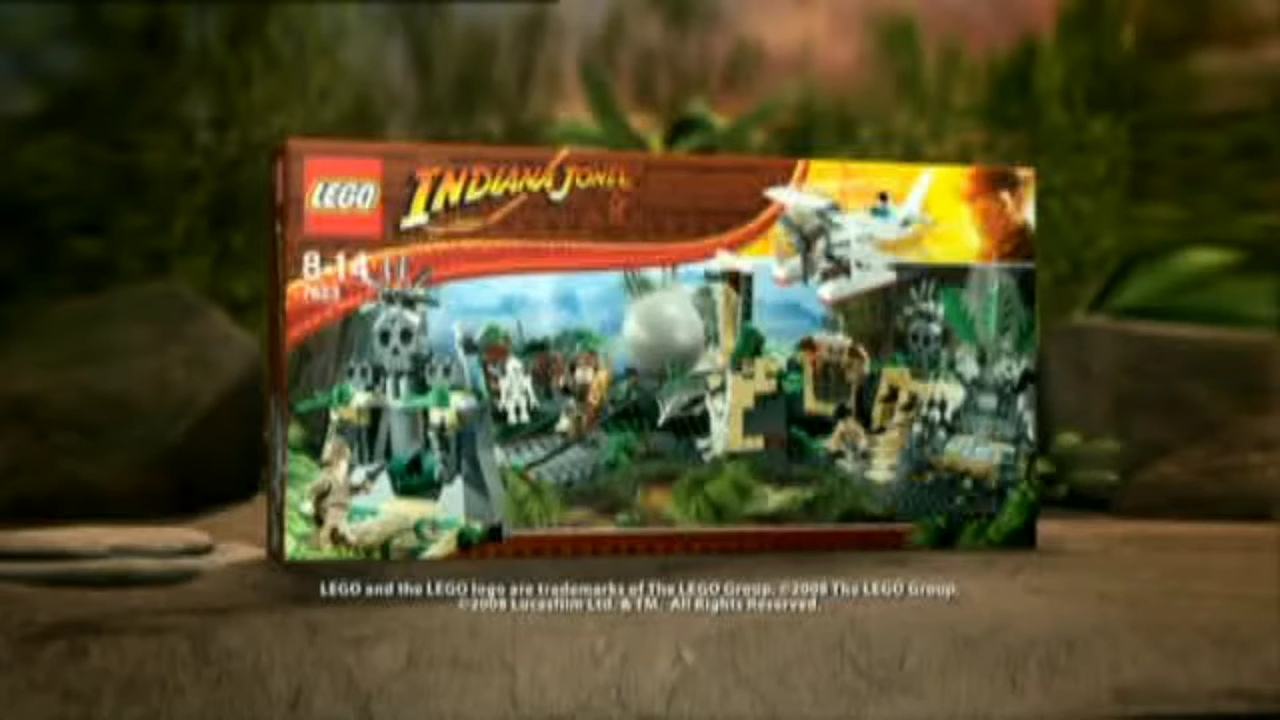 LEGO
INDIANA JONES
8-14
LEGO and the LEGO logo are trademarks of The LEGO Group. ©2008 The LEGO Group.
©2008 Lucasfilm Ltd. & TM. All Rights Reserved.